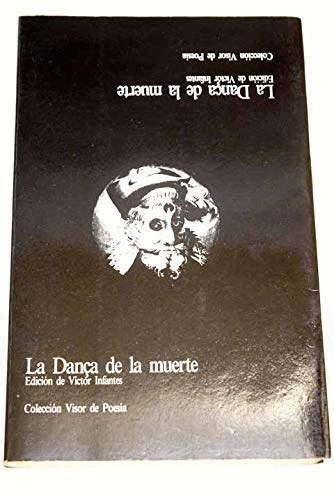 Colección Visor de Poesía
Edición de Víctor Infantes
La Dança de la muerte
La Dança de la muerte
Edición de Víctor Infantes
Colección Visor de Poesía